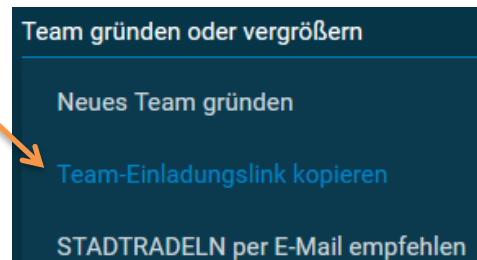 Team gründen oder vergrößern
Neues Team gründen
Team-Einladungslink kopieren
STADTRADELN per E-Mail empfehlen